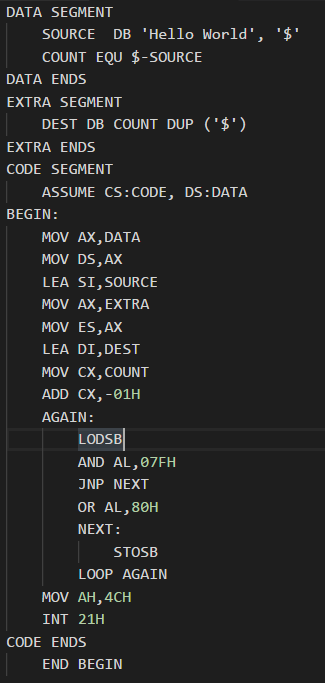 DATA SEGMENT
SOURCE  DB 'Hello World', '$'
COUNT EQU $-SOURCE
DATA ENDS
EXTRA SEGMENT
DEST DB COUNT DUP ('$')
EXTRA ENDS
CODE SEGMENT
ASSUME CS:CODE, DS:DATA
BEGIN:
MOV AX,DATA
MOV DS,AX
LEA SI,SOURCE
MOV AX,EXTRA
MOV ES,AX
LEA DI,DEST
MOV CX,COUNT
ADD CX,-01H
AGAIN:
LODSB
AND AL,07FH
JNP NEXT
OR AL,80H
NEXT:
STOSB
LOOP AGAIN
MOV AH,4CH
INT 21H
CODE ENDS
END BEGIN